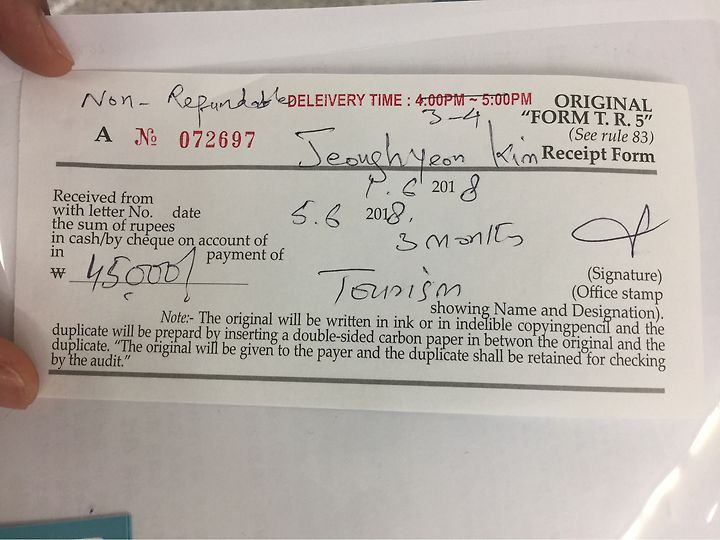 Non- Refundable DELEIVERY TIME : 4.00PM ~ 5:00PM ORIGINAL
3-4 "FORM T. R. 5"
A № 072697 (See rule 83)
Jeonghyeon Kim Receipt Form
7.6 2018
Received from
with letter No. date 5.6 2018.
the sum of rupees
in cash/by cheque on account of 3 months
in payment of
₩ 45000/ Tourism (Signature)
(Office stamp
showing Name and Designation).
Note:- The original will be written in ink or in indelible copyingpencil and the
duplicate will be prepard by inserting a double-sided carbon paper in betwon the original and the
duplicate. "The original will be given to the payer and the duplicate shall be retained for checking
by the audit."